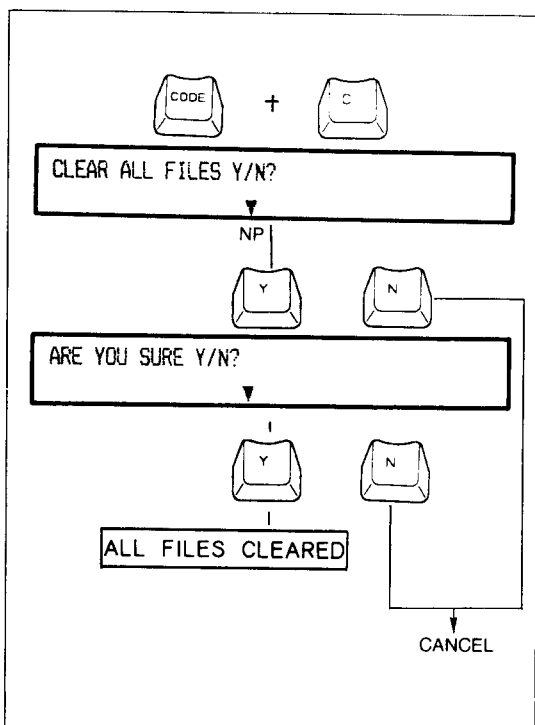 CODE + C
CLEAR ALL FILES Y/N?
NP
Y N
ARE YOU SURE Y/N?
Y N
ALL FILES CLEARED
CANCEL